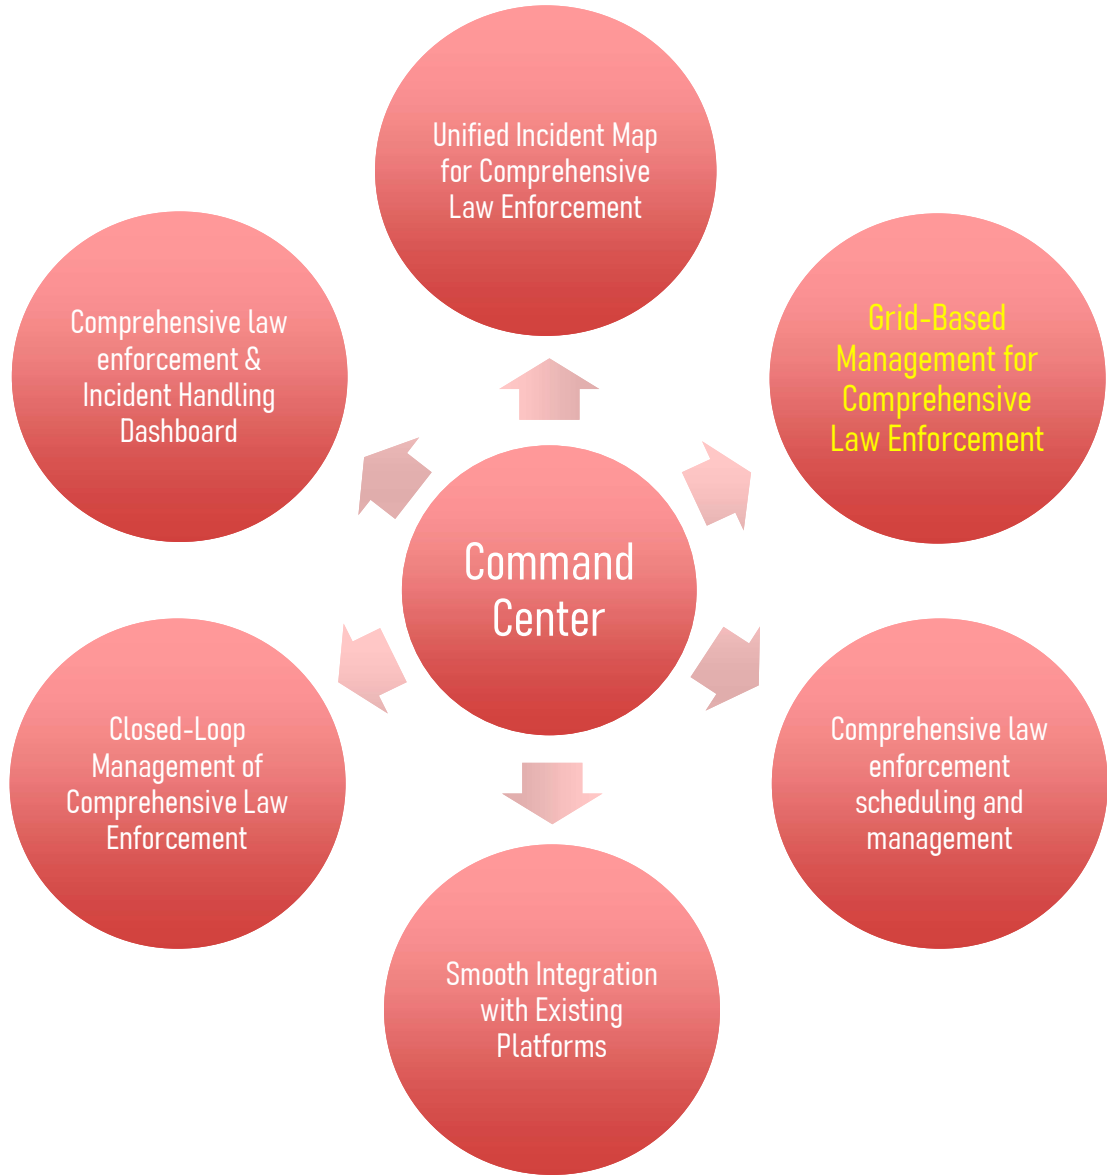 Unified Incident Map
for Comprehensive
Law Enforcement
Comprehensive law
enforcement &
Incident Handling
Dashboard
Grid-Based
Management for
Comprehensive
Law Enforcement
Command
Center
Closed-Loop
Management of
Comprehensive Law
Enforcement
Comprehensive law
enforcement
scheduling and
management
Smooth Integration
with Existing
Platforms